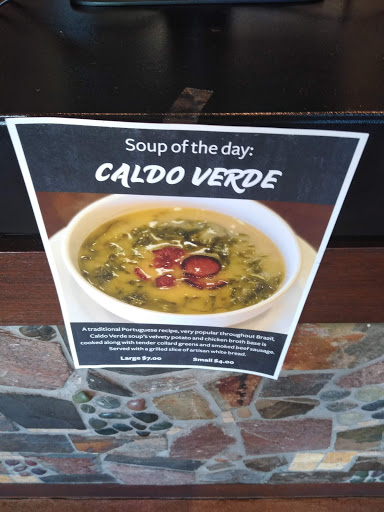 Soup of the day:
CALDO VERDE
A traditional Portuguese recipe, very popular throughout Brazil,
Caldo Verde soup's velvety potato and chicken broth base is
cooked along with tender collard greens and smoked beef sausage.
Served with a grilled slice of artisan white bread.
Large $7.00 Small $4.00